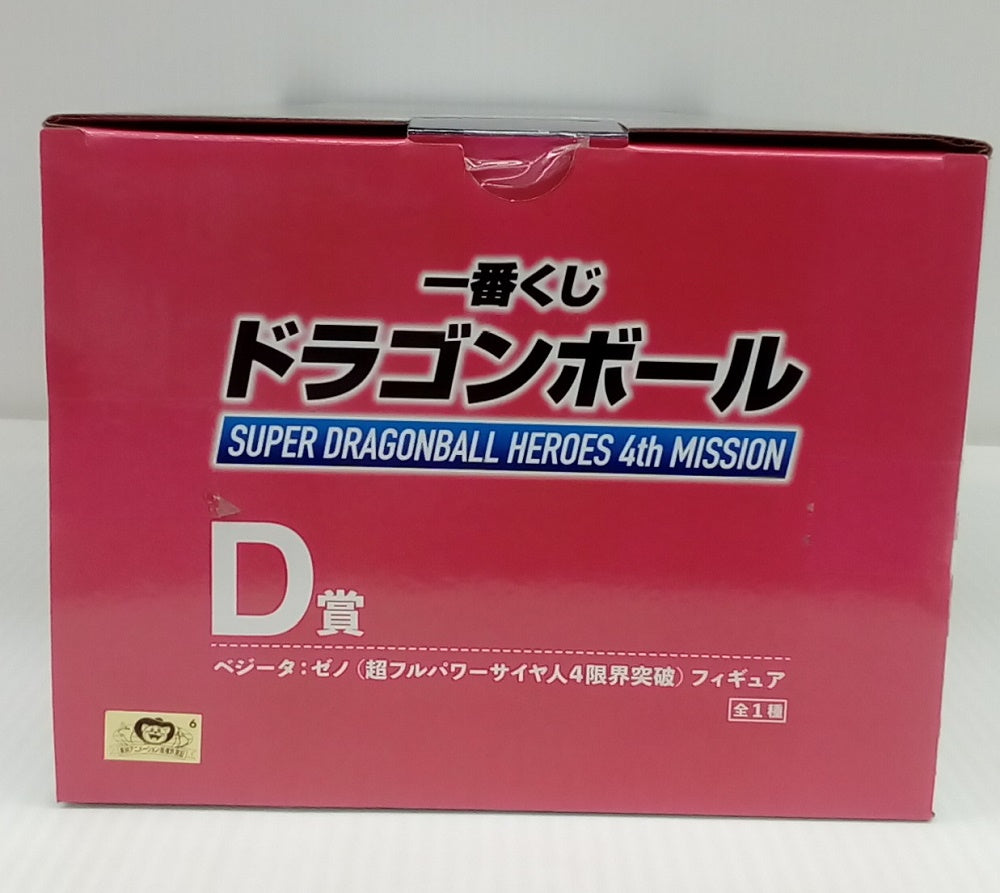 一番くじ
ドラゴンボール
SUPER DRAGONBALL HEROES 4th MISSION
D賞
ベジータ：ゼノ（超フルパワーサイヤ人4限界突破）フィギュア
全1種
6